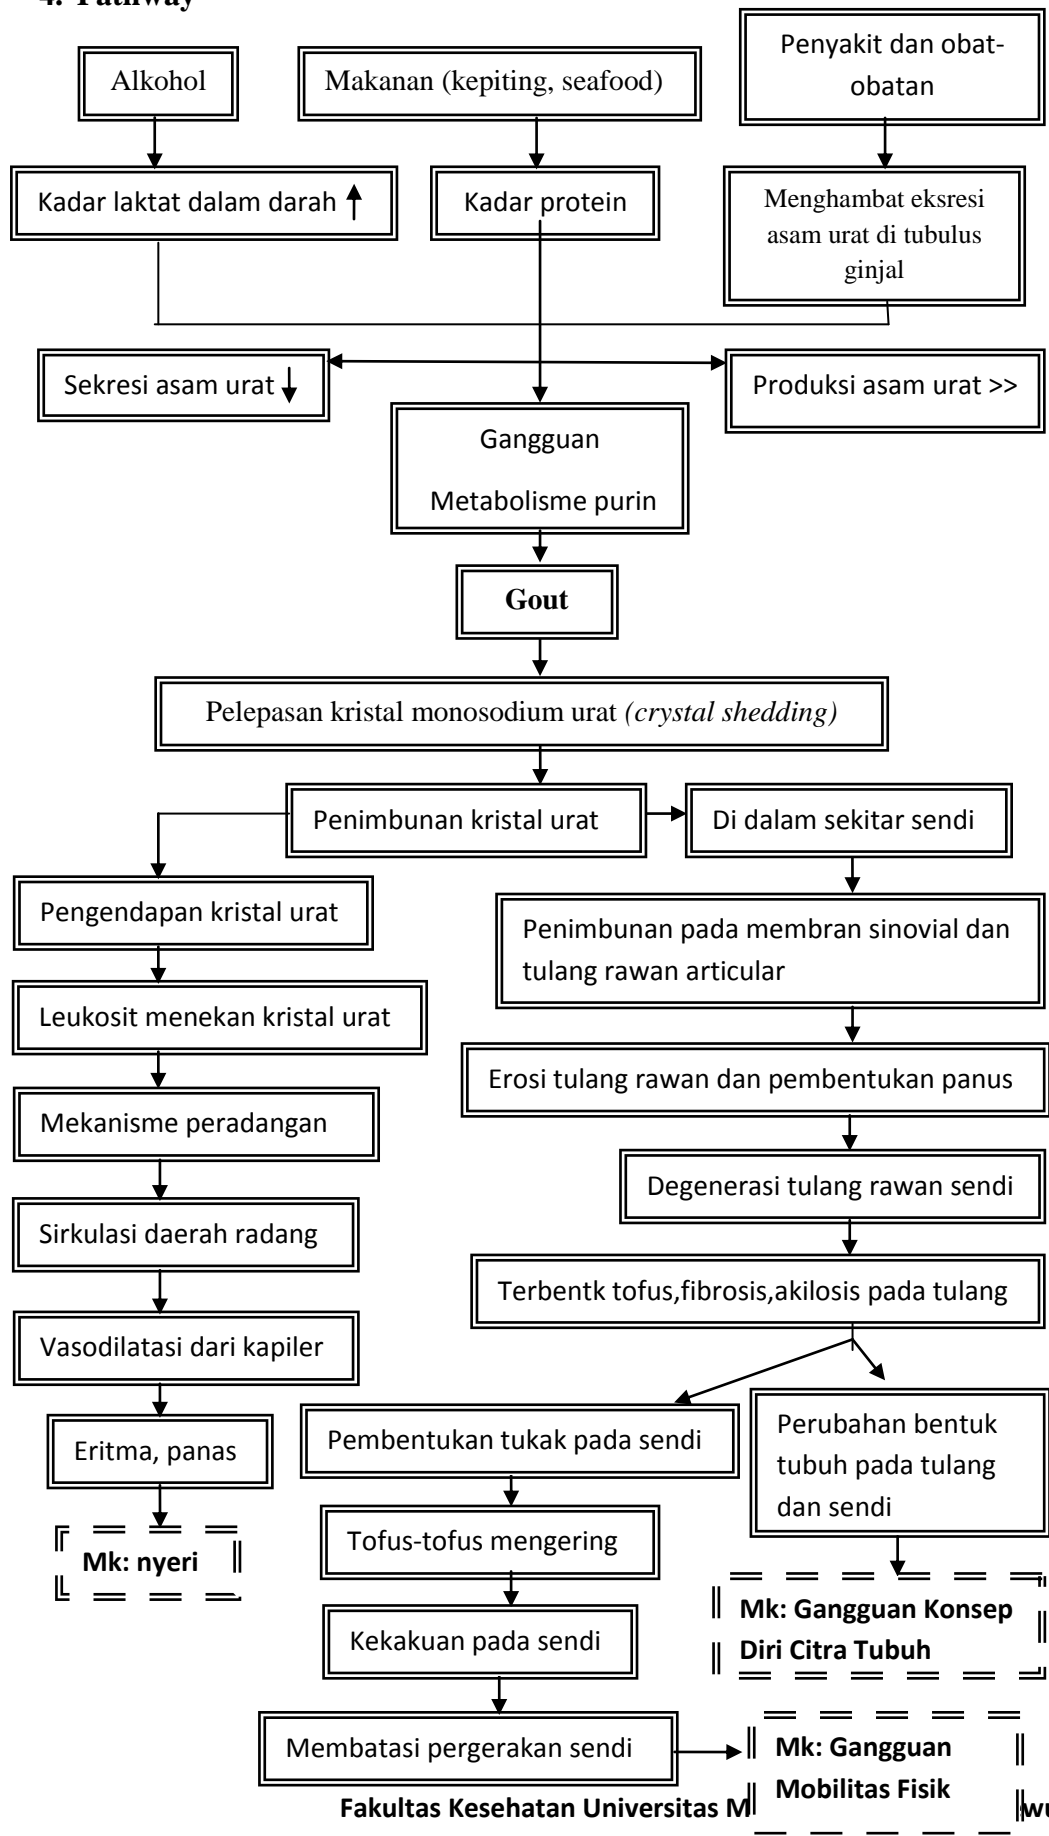 4. Pathway
Alkohol
Makanan (kepiting, seafood)
Penyakit dan obat-
obatan
Kadar laktat dalam darah
Kadar protein
Menghambat eksresi
asam urat di tubulus
ginjal
Sekresi asam urat
Produksi asam urat >>
Gangguan
Metabolisme purin
Gout
Pelepasan kristal monosodium urat (crystal shedding)
Penimbunan kristal urat
Di dalam sekitar sendi
Pengendapan kristal urat
Penimbunan pada membran sinovial dan
tulang rawan articular
Leukosit menekan kristal urat
Erosi tulang rawan dan pembentukan panus
Mekanisme peradangan
Degenerasi tulang rawan sendi
Sirkulasi daerah radang
Terbentk tofus,fibrosis,akilosis pada tulang
Vasodilatasi dari kapiler
Pembentukan tukak pada sendi
Perubahan bentuk
tubuh pada tulang
dan sendi
Eritma, panas
Tofus-tofus mengering
Mk: nyeri
Mk: Gangguan Konsep
Diri Citra Tubuh
Kekakuan pada sendi
Membatasi pergerakan sendi
Mk: Gangguan
Mobilitas Fisik
Fakultas Kesehatan Universitas